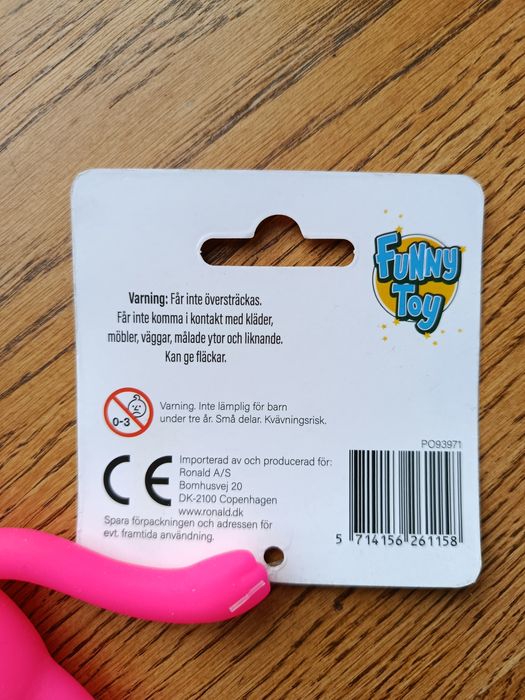 FUNNY
TOY
Varning: Får inte översträckas.
Får inte komma i kontakt med kläder,
möbler, väggar, målade ytor och liknande.
Kan ge fläckar.
0-3
Varning. Inte lämplig för barn
under tre år. Små delar. Kvävningsrisk.
PO93971
CE
Importerad av och producerad för:
Ronald A/S
Bornhusvej 20
DK-2100 Copenhagen
www.ronald.dk
Spara förpackningen och adressen för
evt. framtida användning.
5 714156 261158